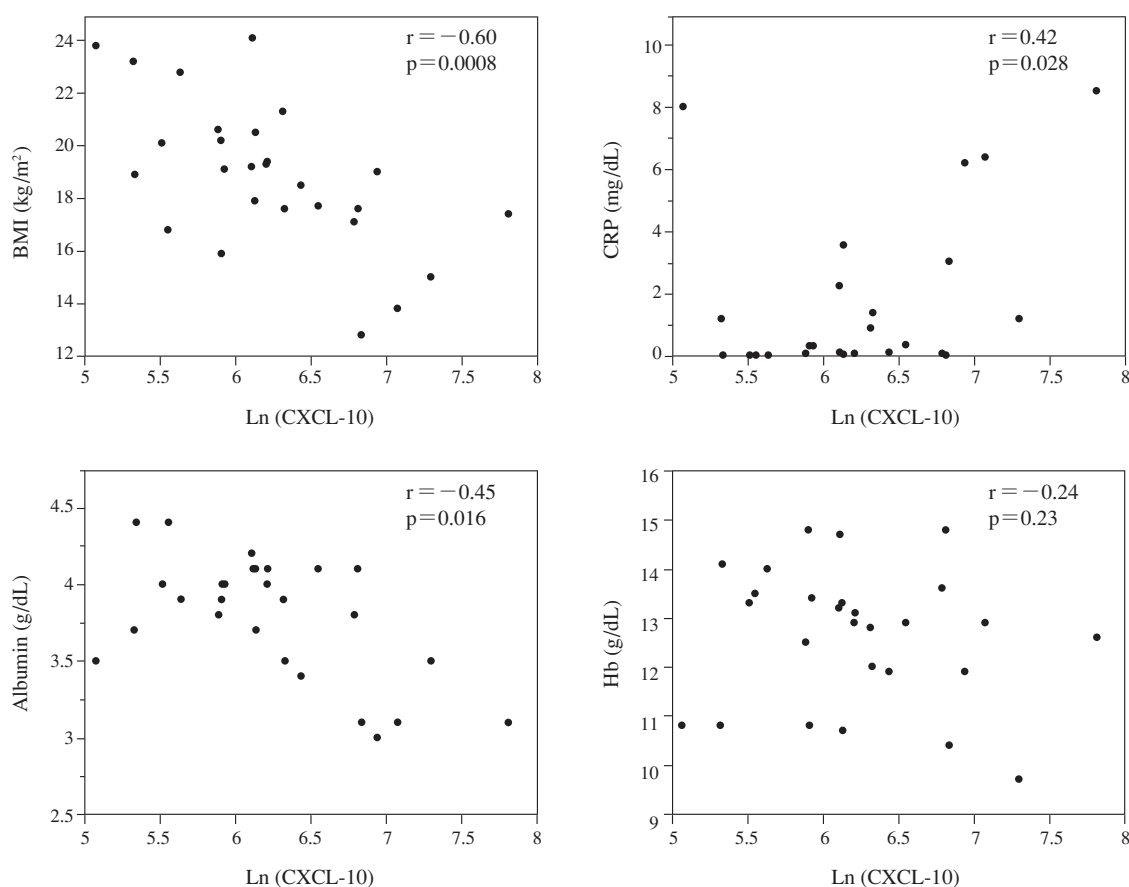 r = −0.60
p=0.0008
24
22
20
18
16
14
12
BMI (kg/m²)
5 5.5 6 6.5 7 7.5 8
Ln (CXCL-10)
r=0.42
p=0.028
10
8
6
4
2
0
CRP (mg/dL)
5 5.5 6 6.5 7 7.5 8
Ln (CXCL-10)
r = −0.45
p=0.016
4.5
4
3.5
3
2.5
Albumin (g/dL)
5 5.5 6 6.5 7 7.5 8
Ln (CXCL-10)
r= −0.24
p=0.23
16
15
14
13
12
11
10
9
Hb (g/dL)
5 5.5 6 6.5 7 7.5 8
Ln (CXCL-10)